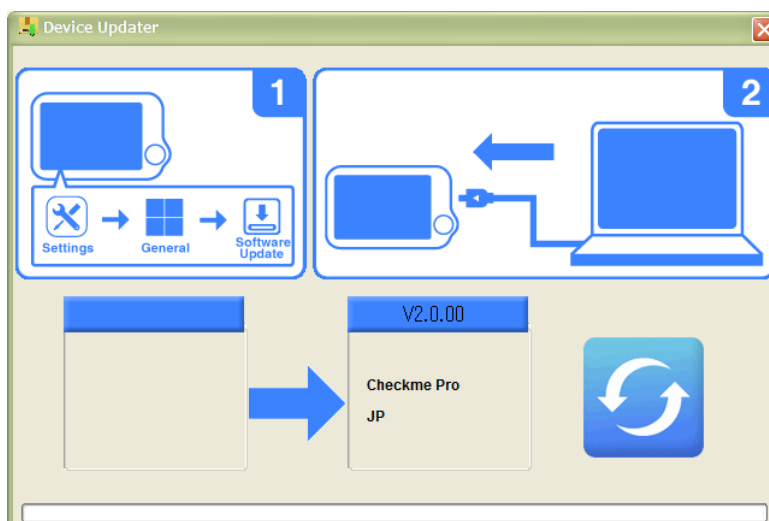 Device Updater
1
2
Settings
General
Software
Update
V2.0.00
Checkme Pro
JP